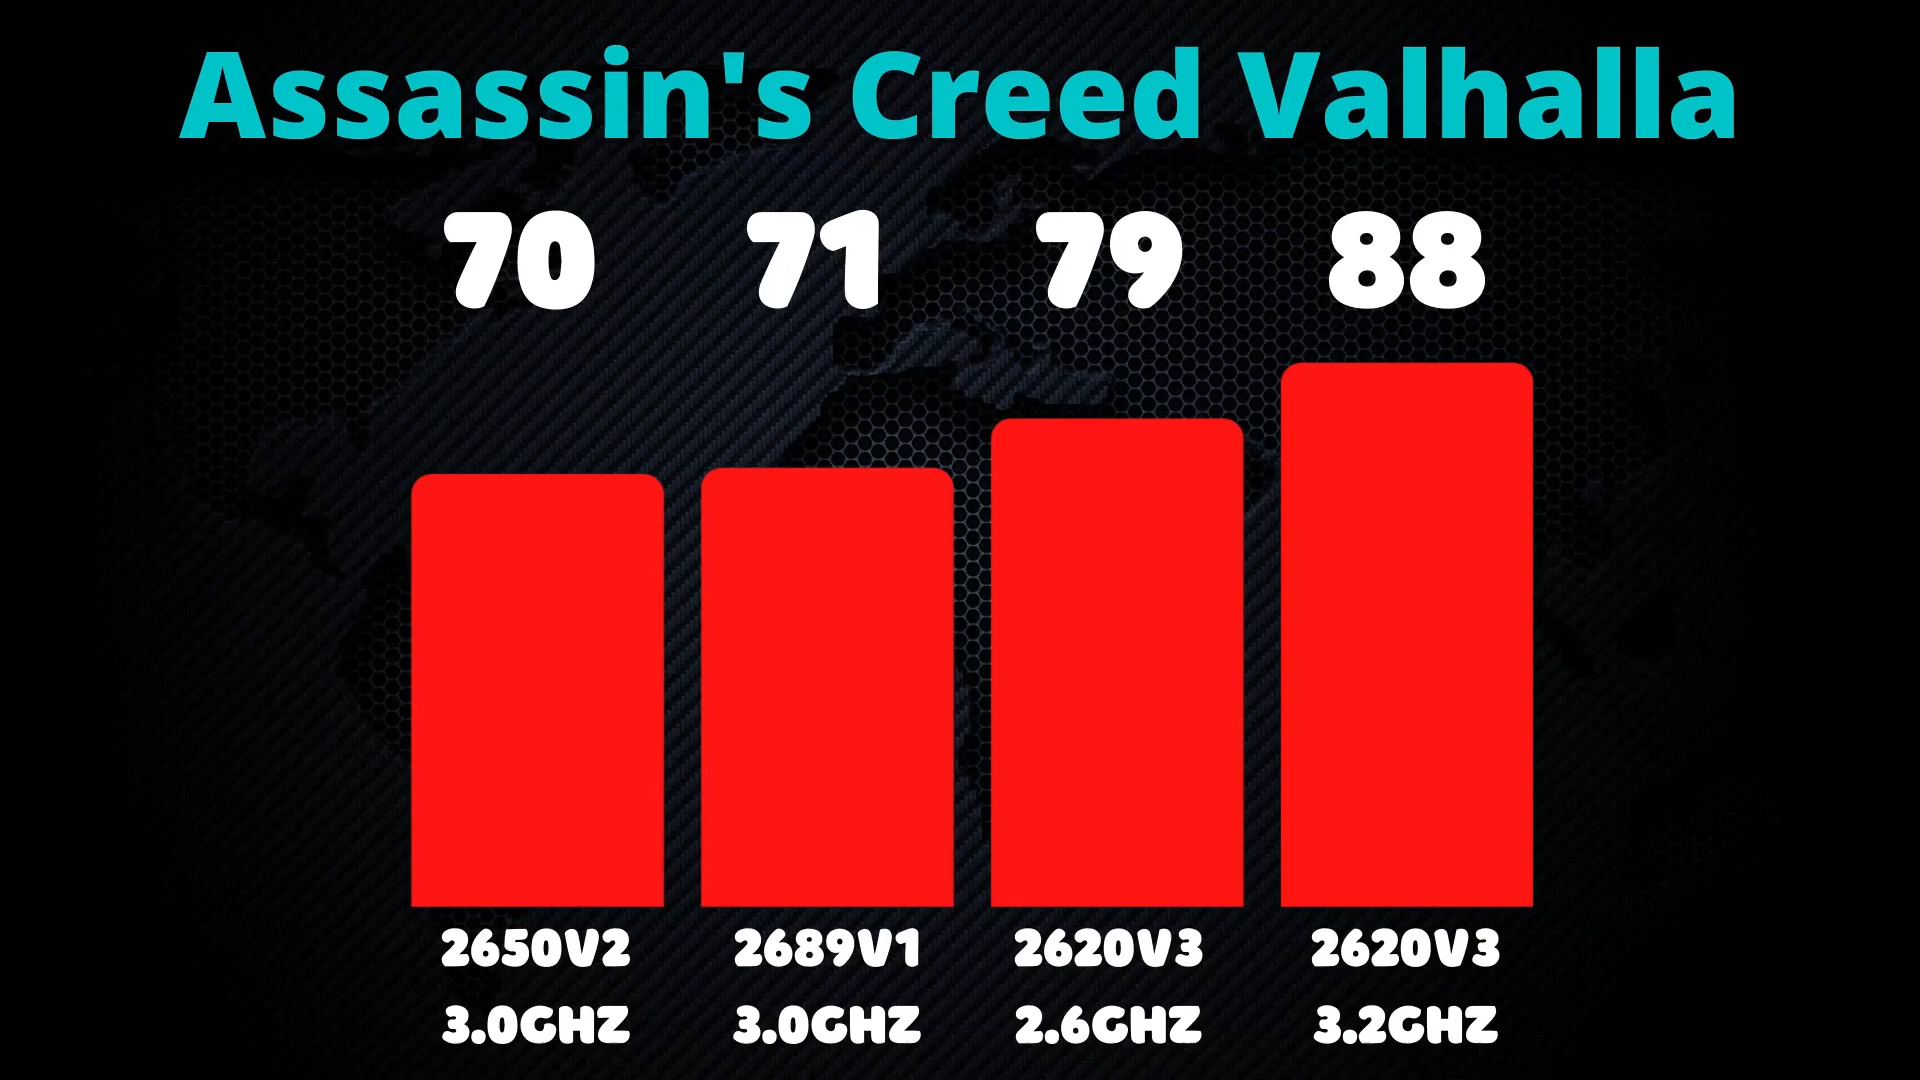 Assassin's Creed Valhalla
70 71 79 88
2650V2 2689V1 2620V3 2620V3
3.0GHZ 3.0GHZ 2.6GHZ 3.2GHZ